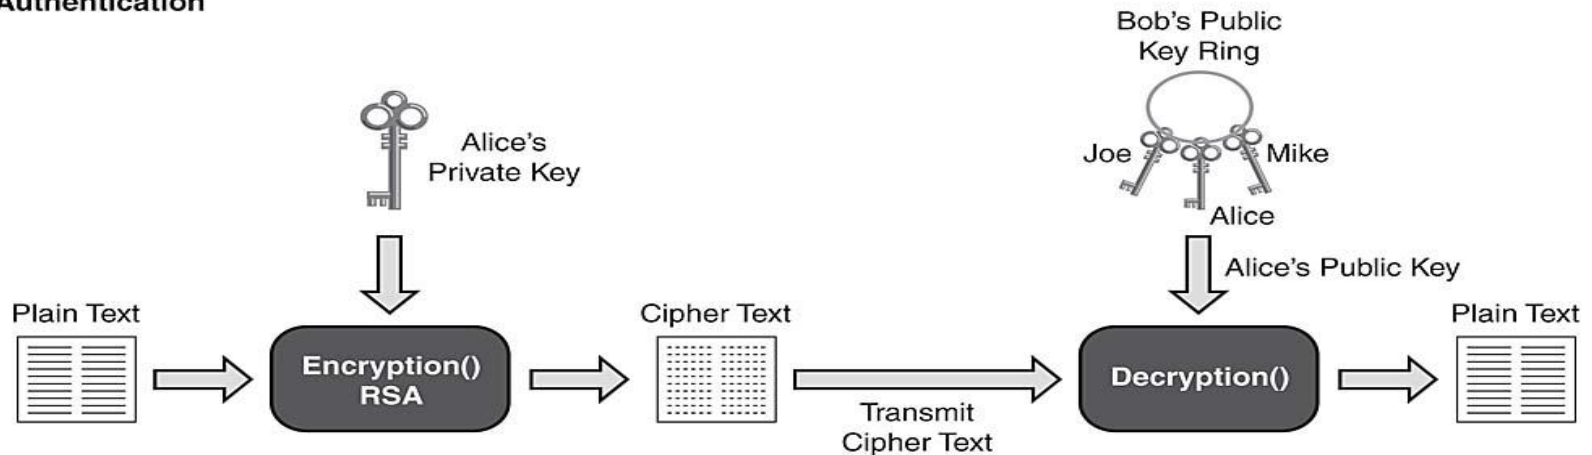 Authentication
Bob's Public
Key Ring
Alice's
Private Key
Joe
Mike
Alice
Alice's Public Key
Plain Text
Cipher Text
Plain Text
Encryption()
RSA
Decryption()
Transmit
Cipher Text